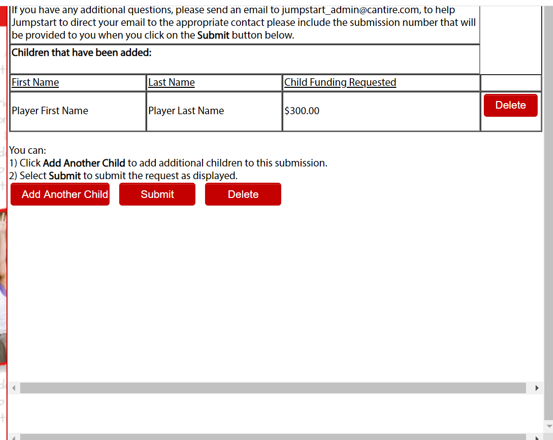 If you have any additional questions, please send an email to jumpstart_admin@cantire.com, to help
Jumpstart to direct your email to the appropriate contact please include the submission number that will
be provided to you when you click on the Submit button below.
Children that have been added:
First Name Last Name Child Funding Requested
Player First Name Player Last Name $300.00 Delete
You can:
1) Click Add Another Child to add additional children to this submission.
2) Select Submit to submit the request as displayed.
Add Another Child Submit Delete